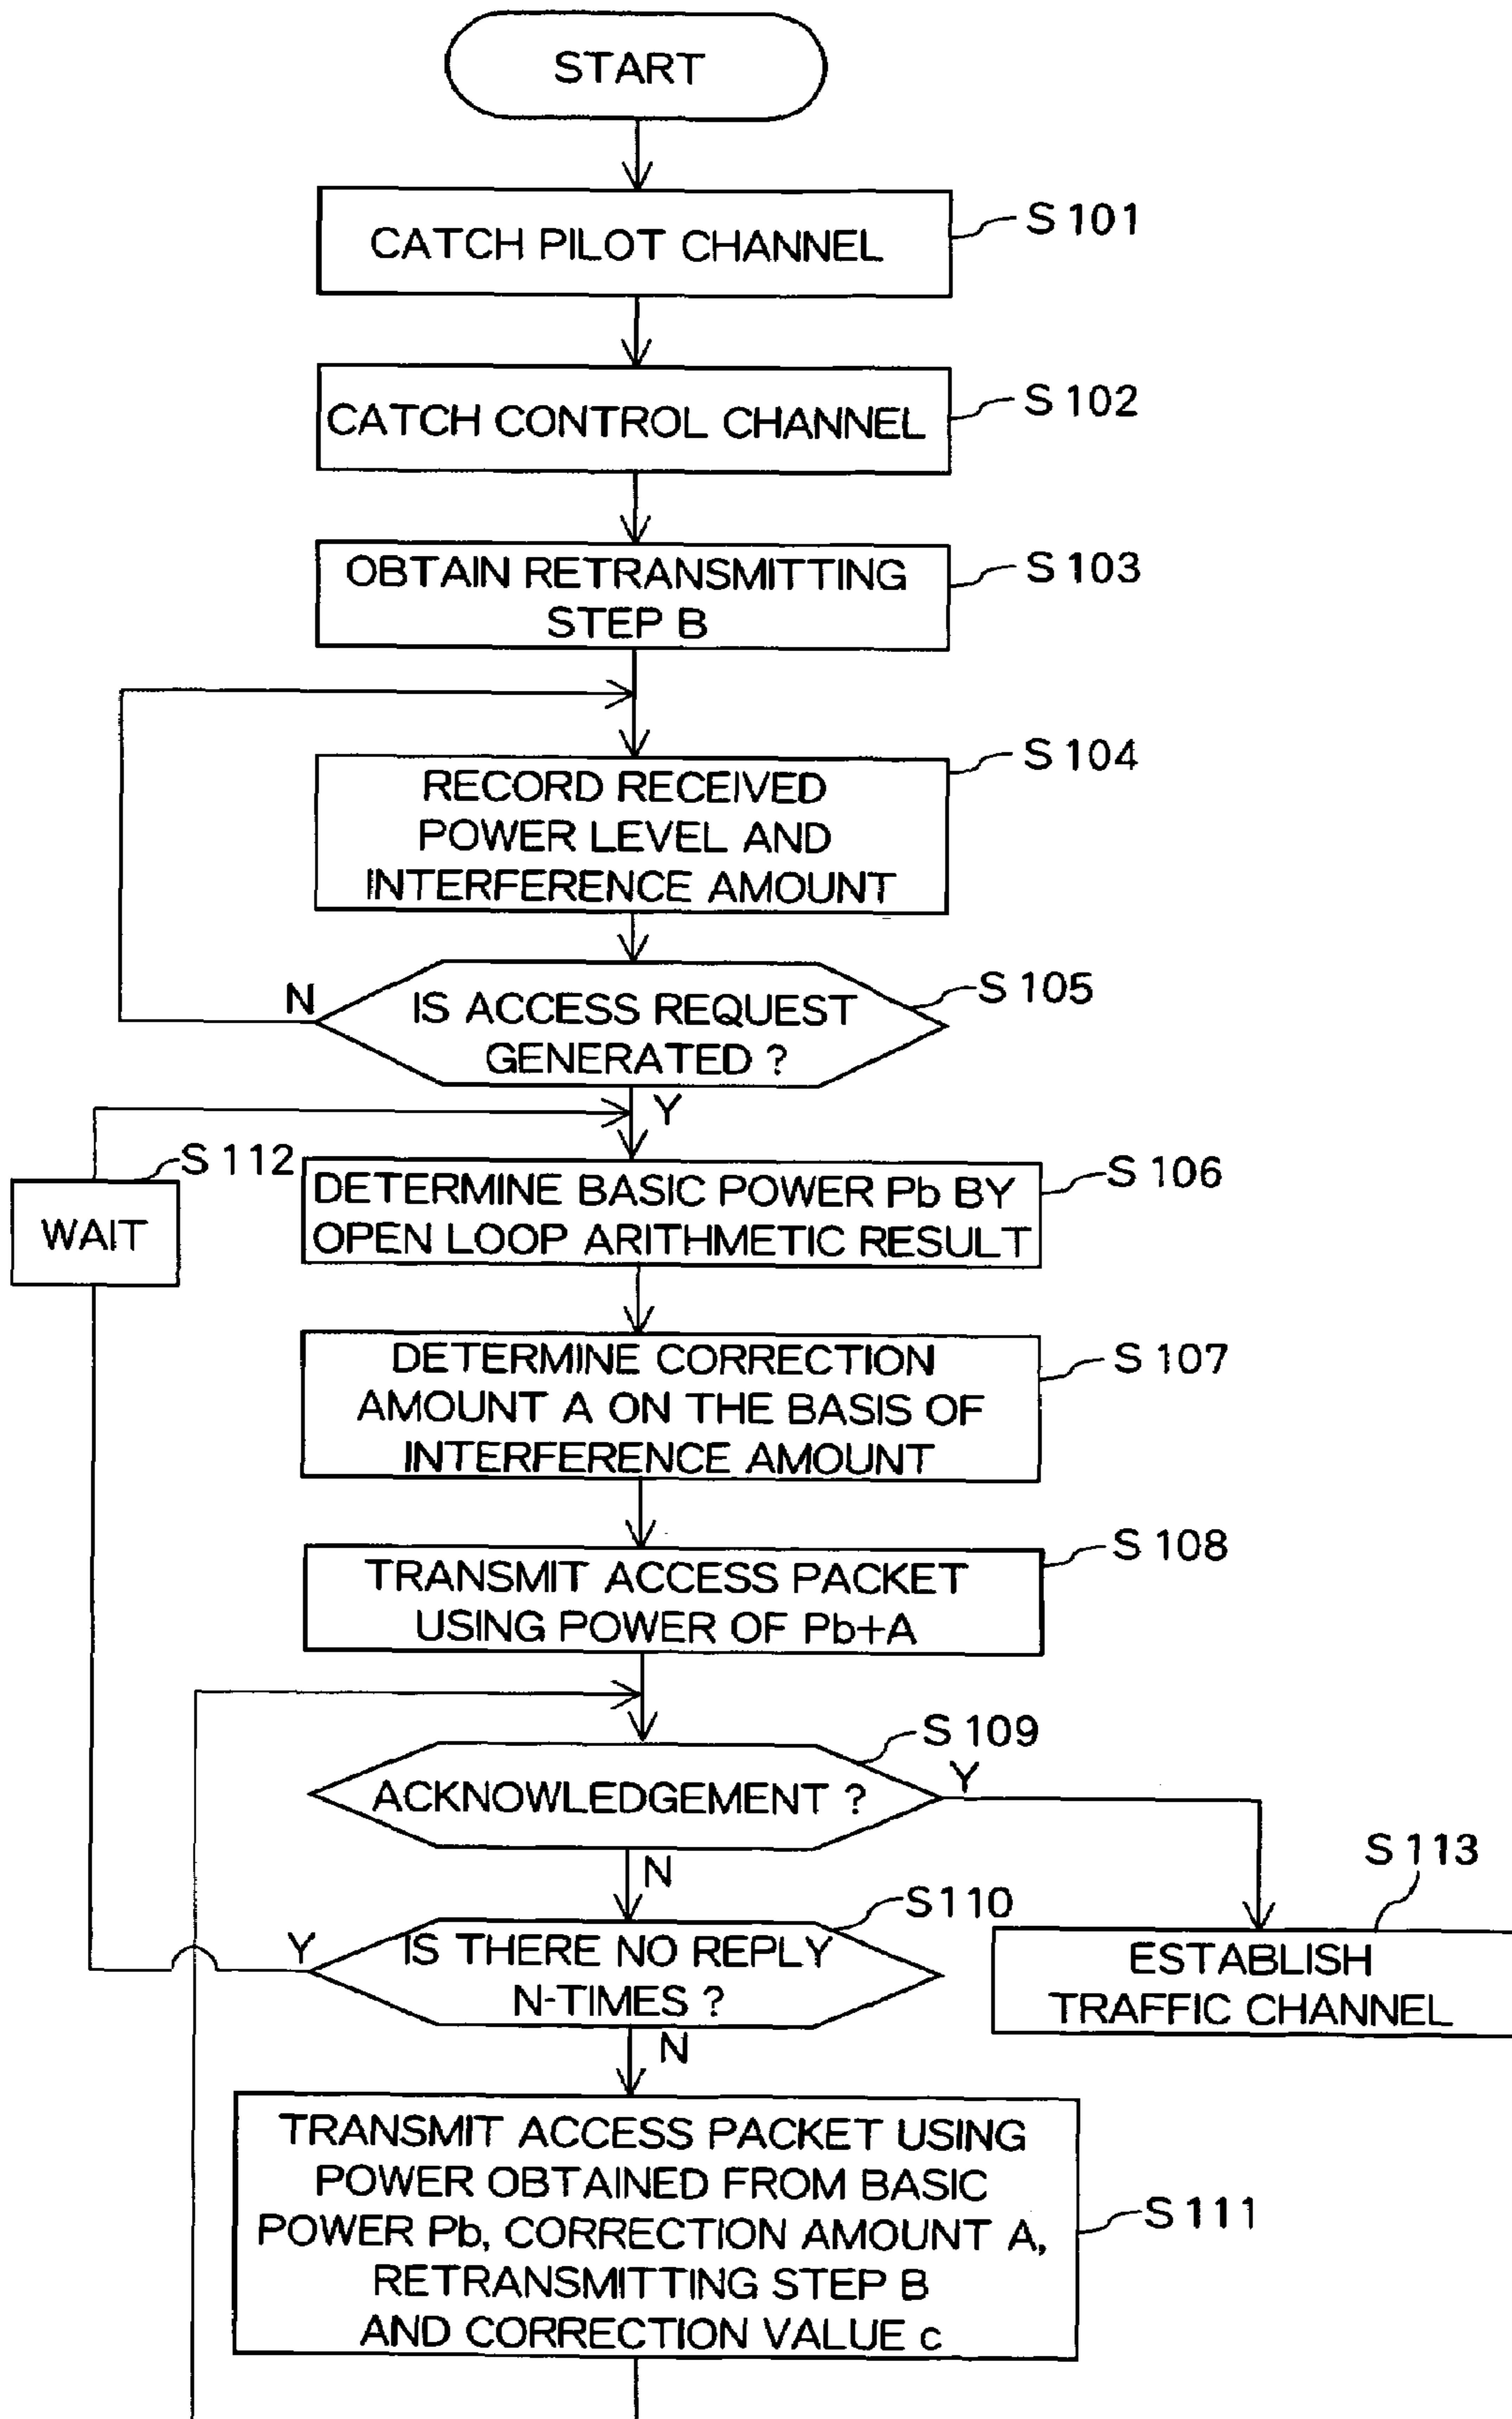 START
CATCH PILOT CHANNEL
S 101
CATCH CONTROL CHANNEL
S 102
OBTAIN RETRANSMITTING
STEP B
S 103
RECORD RECEIVED
POWER LEVEL AND
INTERFERENCE AMOUNT
S 104
IS ACCESS REQUEST
GENERATED ?
S 105
N
Y
S 112
WAIT
DETERMINE BASIC POWER Pb BY
OPEN LOOP ARITHMETIC RESULT
S 106
DETERMINE CORRECTION
AMOUNT A ON THE BASIS OF
INTERFERENCE AMOUNT
S 107
TRANSMIT ACCESS PACKET
USING POWER OF Pb+A
S 108
ACKNOWLEDGEMENT ?
S 109
Y
N
S 113
ESTABLISH
TRAFFIC CHANNEL
S110
Y
IS THERE NO REPLY
N-TIMES ?
N
TRANSMIT ACCESS PACKET USING
POWER OBTAINED FROM BASIC
POWER Pb, CORRECTION AMOUNT A,
RETRANSMITTING STEP B
AND CORRECTION VALUE c
S 111